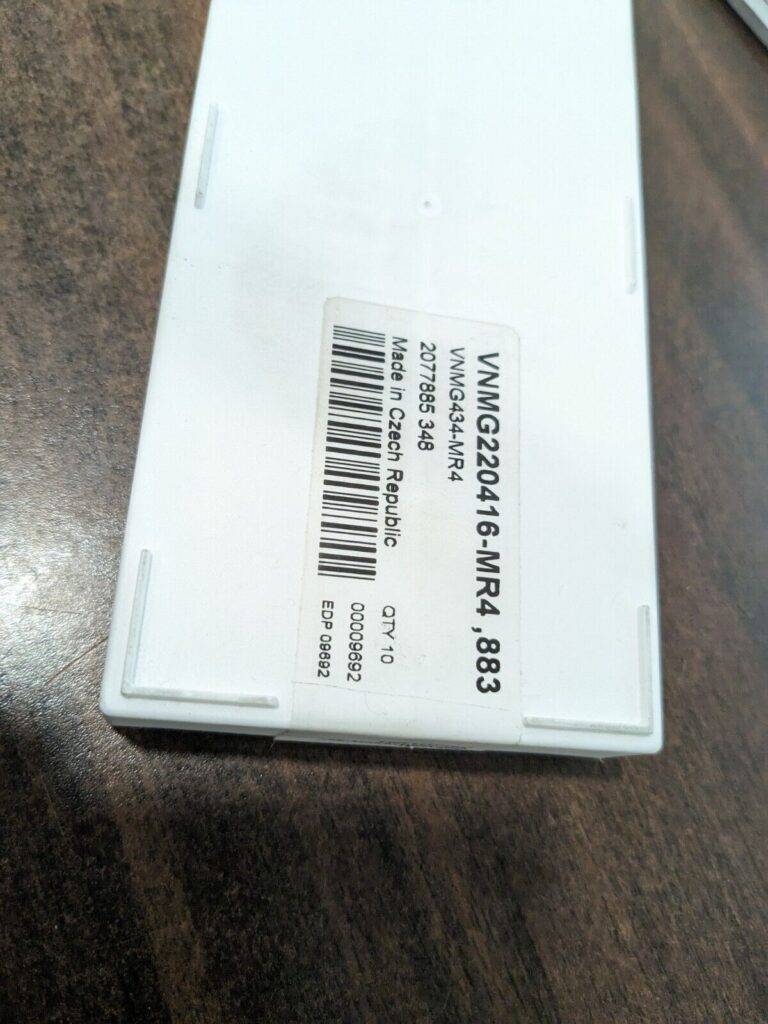 VNMG220416-MR4 ,883
VNMG434-MR4
2077885 348
Made in Czech Republic
QTY 10
00009692
EDP 09692